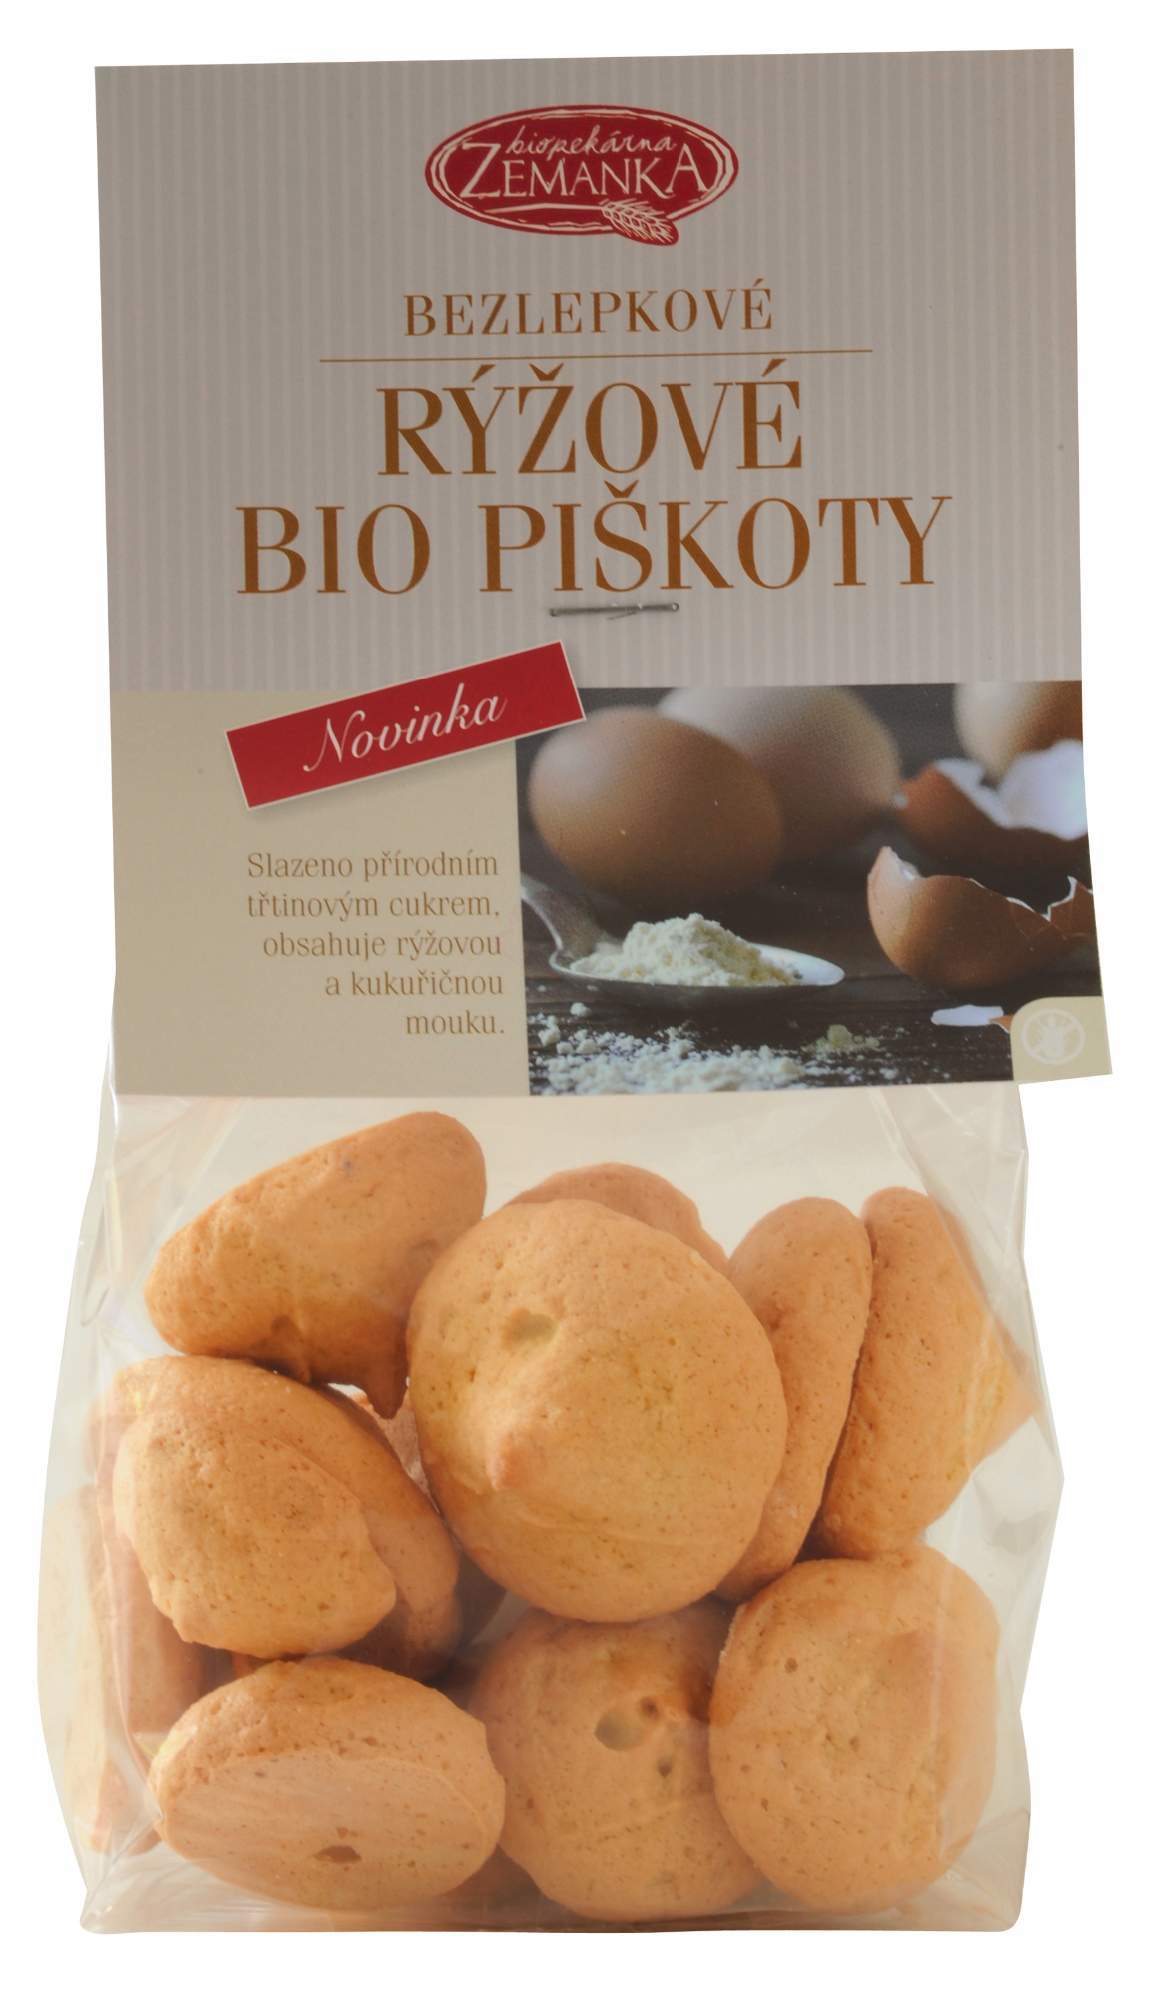 biopekárna
ZEMANKA
BEZLEPKOVÉ
RÝŽOVÉ
BIO PIŠKOTY
Novinka
Slazeno přírodním
třtinovým cukrem,
obsahuje rýžovou
a kukuřičnou
mouku.